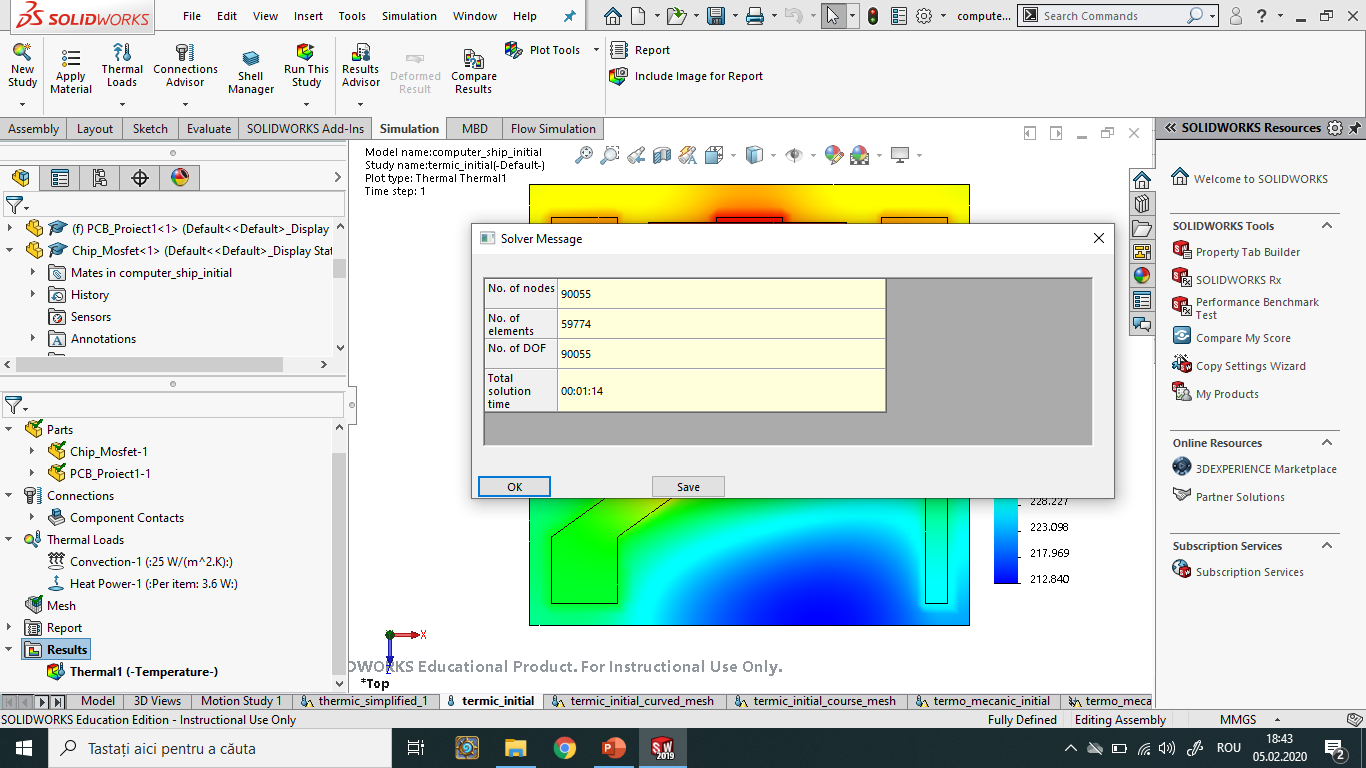 SOLIDWORKS
File Edit View Insert Tools Simulation Window Help
compute...
Search Commands
New Study
Apply Material
Thermal Loads
Connections Advisor
Shell Manager
Run This Study
Results Advisor
Deformed Result
Compare Results
Plot Tools
Report
Include Image for Report
Assembly Layout Sketch Evaluate SOLIDWORKS Add-Ins Simulation MBD Flow Simulation
(f) PCB_Proiect1<1> (Default<<Default>_Display
Chip_Mosfet<1> (Default<<Default>_Display Stat
Mates in computer_ship_initial
History
Sensors
Annotations
Parts
Chip_Mosfet-1
PCB_Proiect1-1
Connections
Component Contacts
Thermal Loads
Convection-1 (:25 W/(m^2.K):)
Heat Power-1 (:Per item: 3.6 W:)
Mesh
Report
Results
Thermal1 (-Temperature-)
Model name:computer_ship_initial
Study name:termic_initial(-Default-)
Plot type: Thermal Thermal1
Time step: 1
Solver Message
No. of nodes 90055
No. of elements 59774
No. of DOF 90055
Total solution time 00:01:14
OK Save
228.227
223.098
217.969
212.840
X
Z
*Top
SOLIDWORKS Resources
Welcome to SOLIDWORKS
SOLIDWORKS Tools
Property Tab Builder
SOLIDWORKS Rx
Performance Benchmark
Test
Compare My Score
Copy Settings Wizard
My Products
Online Resources
3DEXPERIENCE Marketplace
Partner Solutions
Subscription Services
Subscription Services
DWORKS Educational Product. For Instructional Use Only.
Model 3D Views Motion Study 1 thermic_simplified_1 termic_initial termic_initial_curved_mesh termic_initial_course_mesh termo_mecanic_initial termo_meca
SOLIDWORKS Education Edition - Instructional Use Only
Fully Defined Editing Assembly MMGS
Tastați aici pentru a căuta
SW 2019
ROU
18:43
05.02.2020
2